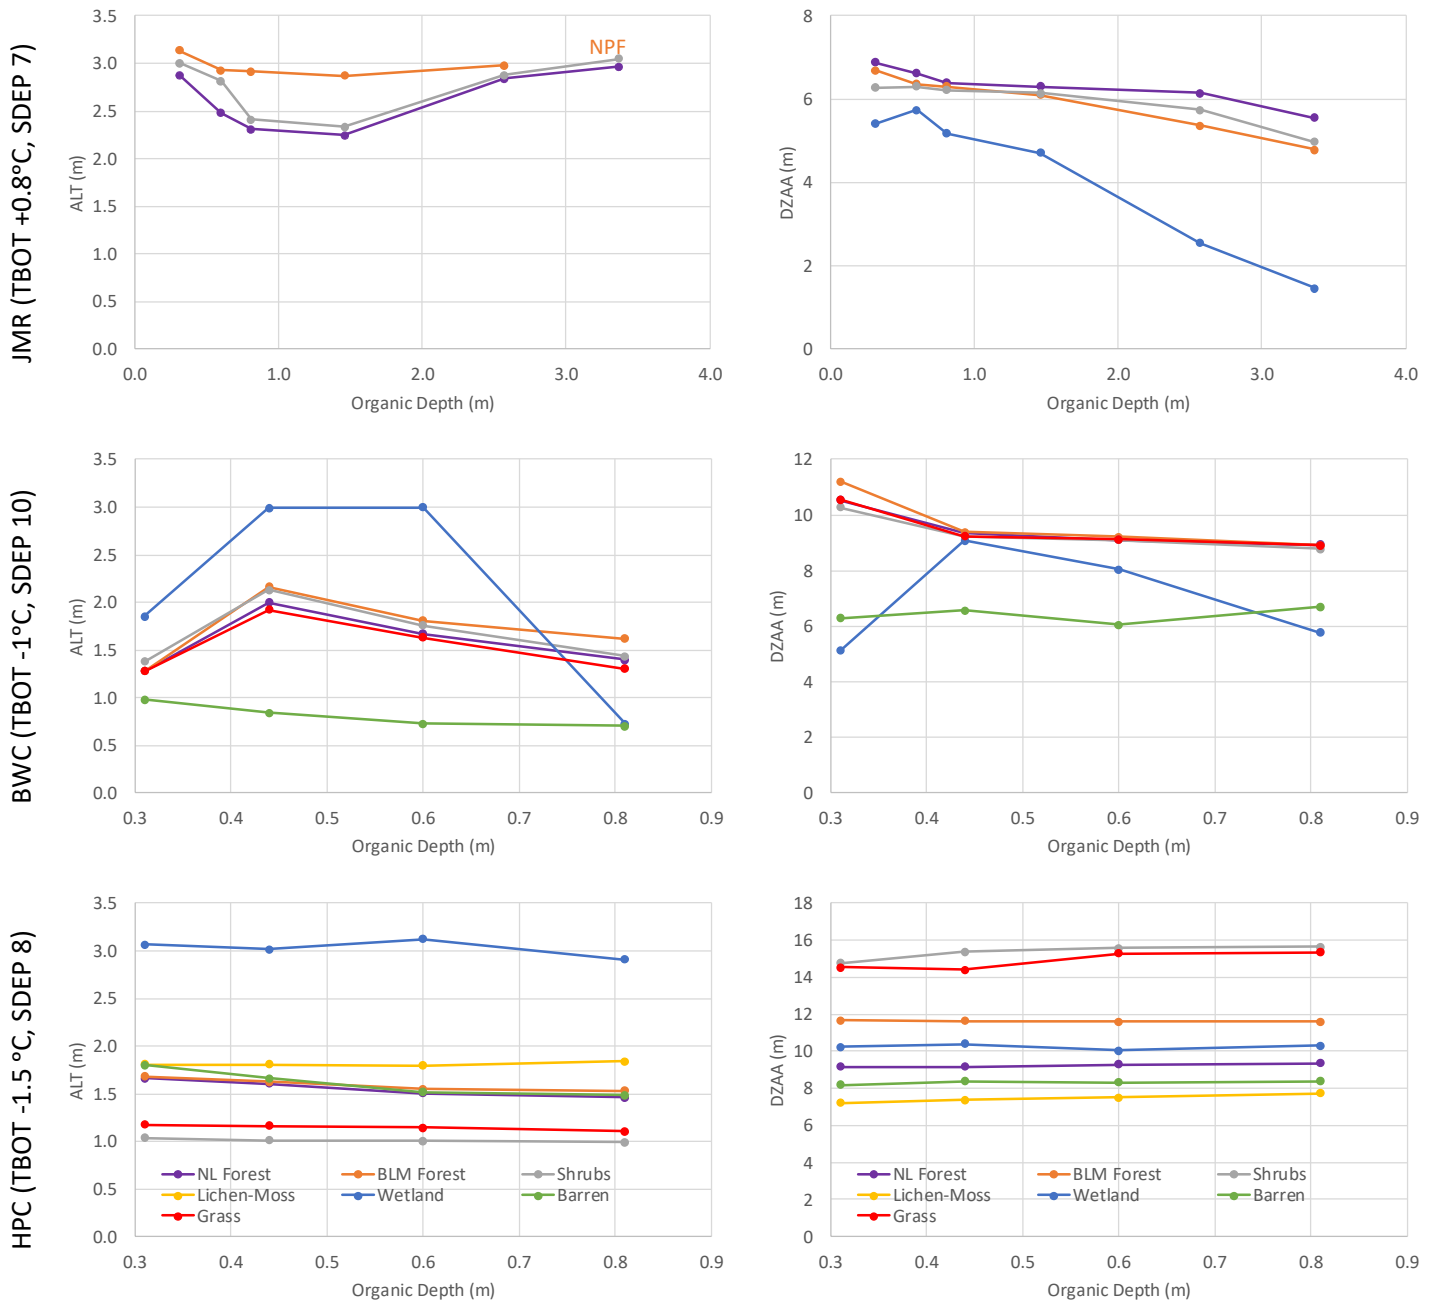 JMR (TBOT +0.8°C, SDEP 7)
ALT (m)
3.5
3.0
2.5
2.0
1.5
1.0
0.5
0.0
NPF
0.0 1.0 2.0 3.0 4.0
Organic Depth (m)
DZAA (m)
8
6
4
2
0
0.0 1.0 2.0 3.0 4.0
Organic Depth (m)
BWC (TBOT -1°C, SDEP 10)
ALT (m)
3.5
3.0
2.5
2.0
1.5
1.0
0.5
0.0
0.3 0.4 0.5 0.6 0.7 0.8 0.9
Organic Depth (m)
DZAA (m)
12
10
8
6
4
2
0
0.3 0.4 0.5 0.6 0.7 0.8 0.9
Organic Depth (m)
HPC (TBOT -1.5 °C, SDEP 8)
ALT (m)
3.5
3.0
2.5
2.0
1.5
1.0
0.5
0.0
NL Forest BLM Forest Shrubs
Lichen-Moss Wetland Barren
Grass
0.3 0.4 0.5 0.6 0.7 0.8 0.9
Organic Depth (m)
DZAA (m)
18
16
14
12
10
8
6
4
2
0
NL Forest BLM Forest Shrubs
Lichen-Moss Wetland Barren
Grass
0.3 0.4 0.5 0.6 0.7 0.8 0.9
Organic Depth (m)